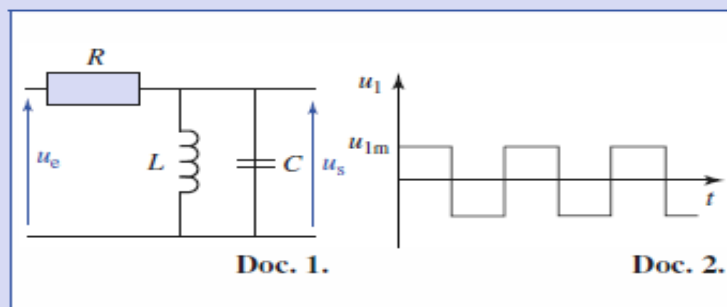 R
u₁
uₑ
L
C
uₛ
u₁ₘ
t
Doc. 1.
Doc. 2.